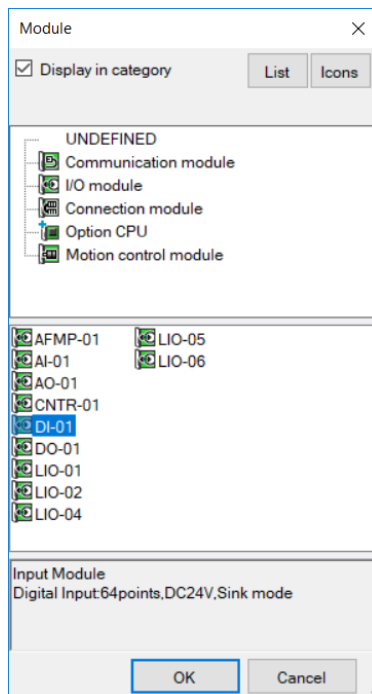 Module
Display in category
List
Icons
UNDEFINED
Communication module
I/O module
Connection module
Option CPU
Motion control module
AFMP-01
AI-01
AO-01
CNTR-01
DI-01
DO-01
LIO-01
LIO-02
LIO-04
LIO-05
LIO-06
Input Module
Digital Input:64points,DC24V,Sink mode
OK
Cancel